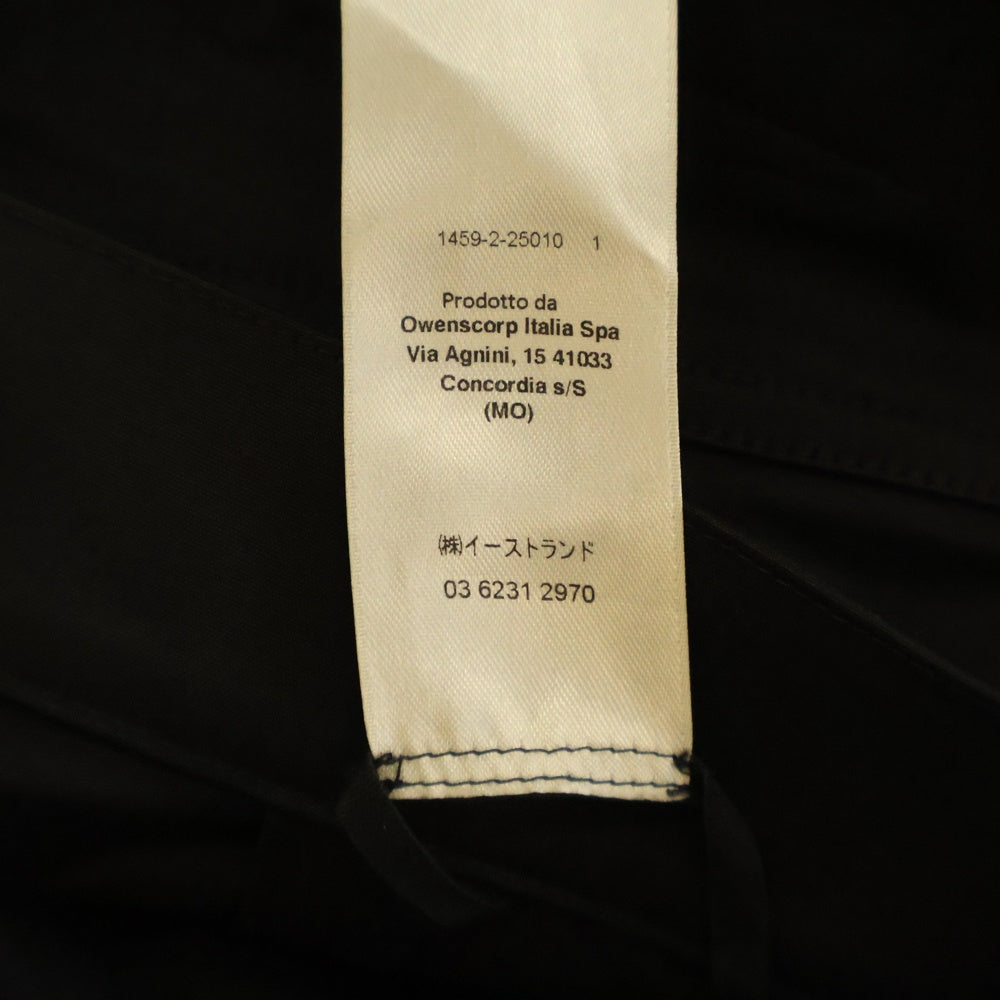 1459-2-25010 1
Prodotto da
Owenscorp Italia Spa
Via Agnini, 15 41033
Concordia s/S
(MO)
㈱イーストランド
03 6231 2970